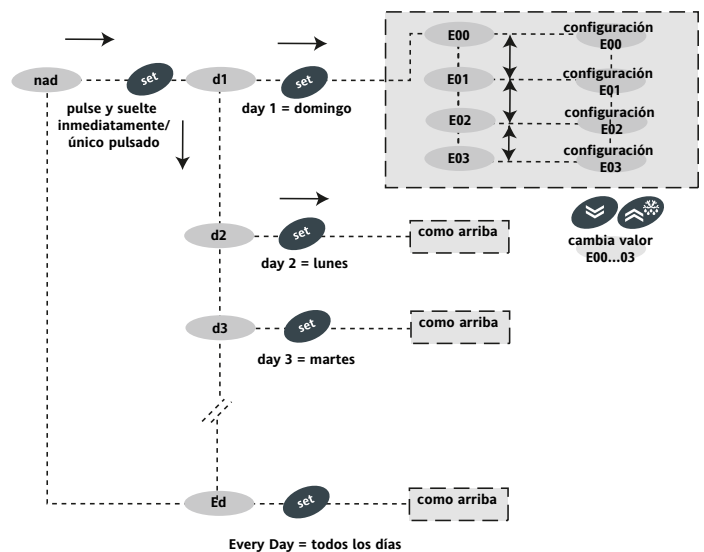 nad
set
d1
set
pulse y suelte
inmediatamente/
único pulsado
day 1 = domingo
E00
configuración
E00
E01
configuración
E01
E02
configuración
E02
E03
configuración
E03
cambia valor
E00...03
d2
set
como arriba
day 2 = lunes
d3
set
como arriba
day 3 = martes
Ed
set
como arriba
Every Day = todos los días